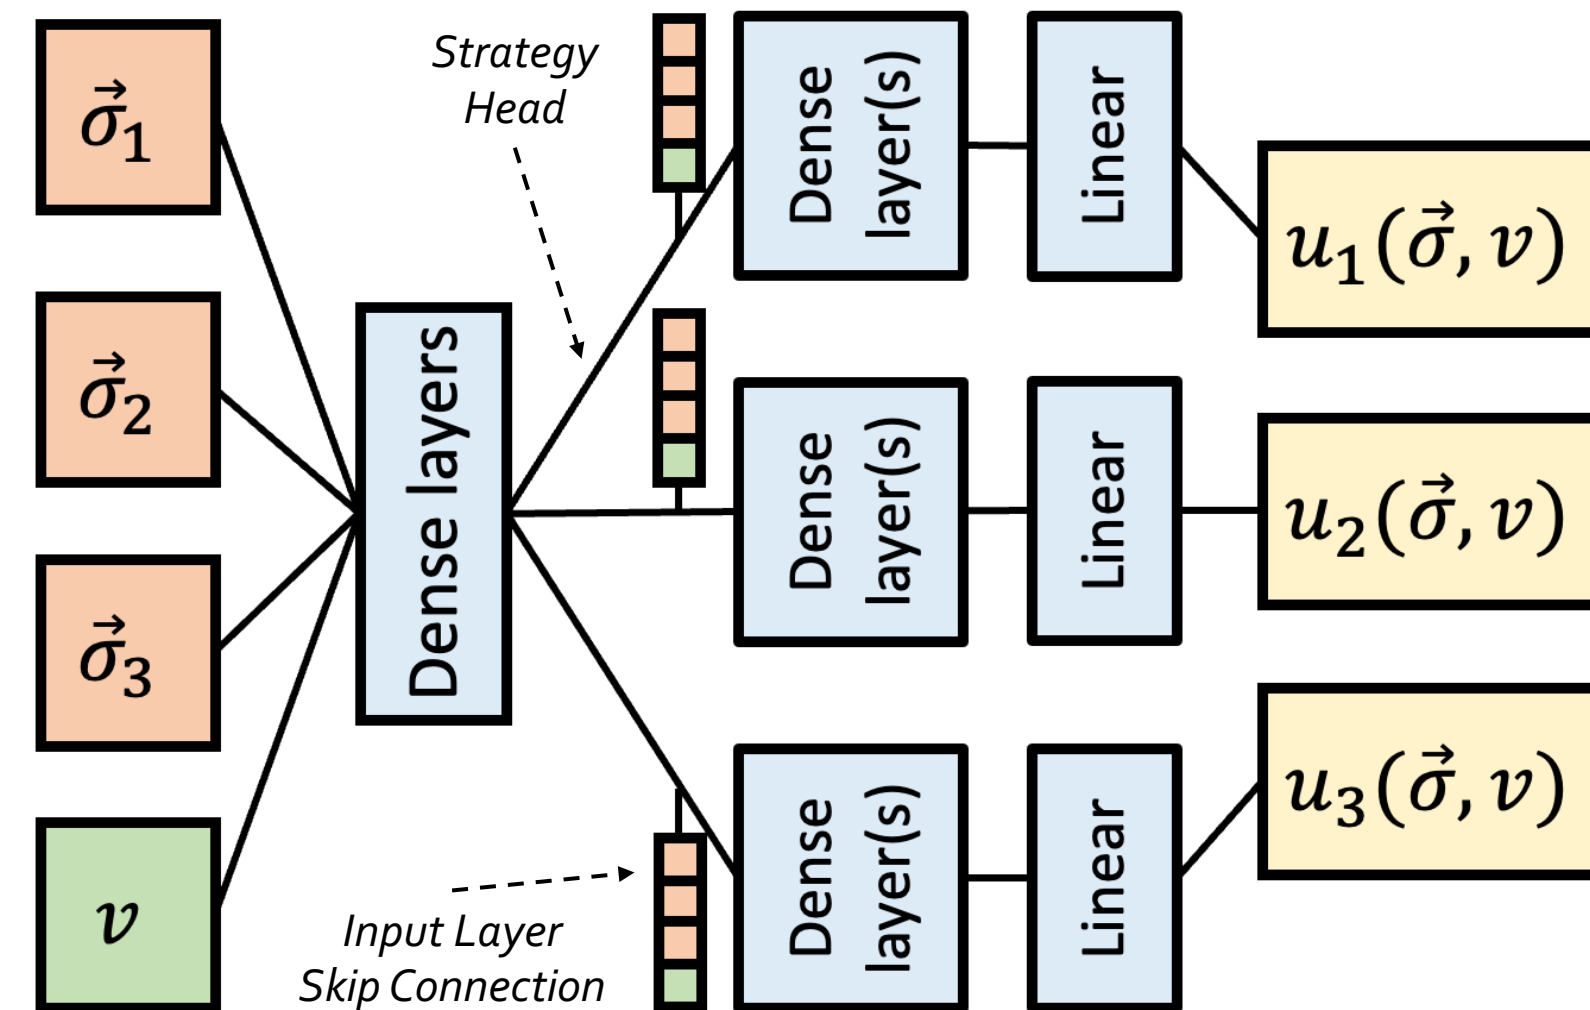 σ⃗₁
σ⃗₂
σ⃗₃
v
Dense layers
Strategy
Head
Input Layer
Skip Connection
Dense
layer(s)
Linear
u₁(σ⃗, v)
Dense
layer(s)
Linear
u₂(σ⃗, v)
Dense
layer(s)
Linear
u₃(σ⃗, v)